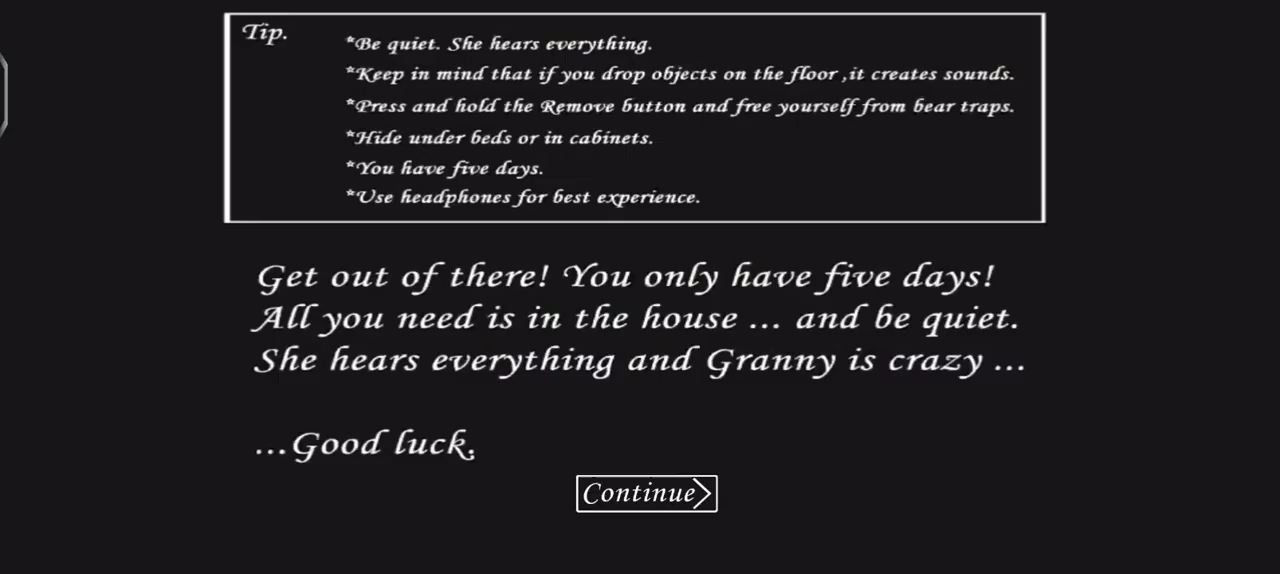 Tip.
*Be quiet. She hears everything.
*Keep in mind that if you drop objects on the floor ,it creates sounds.
*Press and hold the Remove button and free yourself from bear traps.
*Hide under beds or in cabinets.
*You have five days.
*Use headphones for best experience.
Get out of there! You only have five days!
All you need is in the house ... and be quiet.
She hears everything and Granny is crazy ...
...Good luck.
Continue>